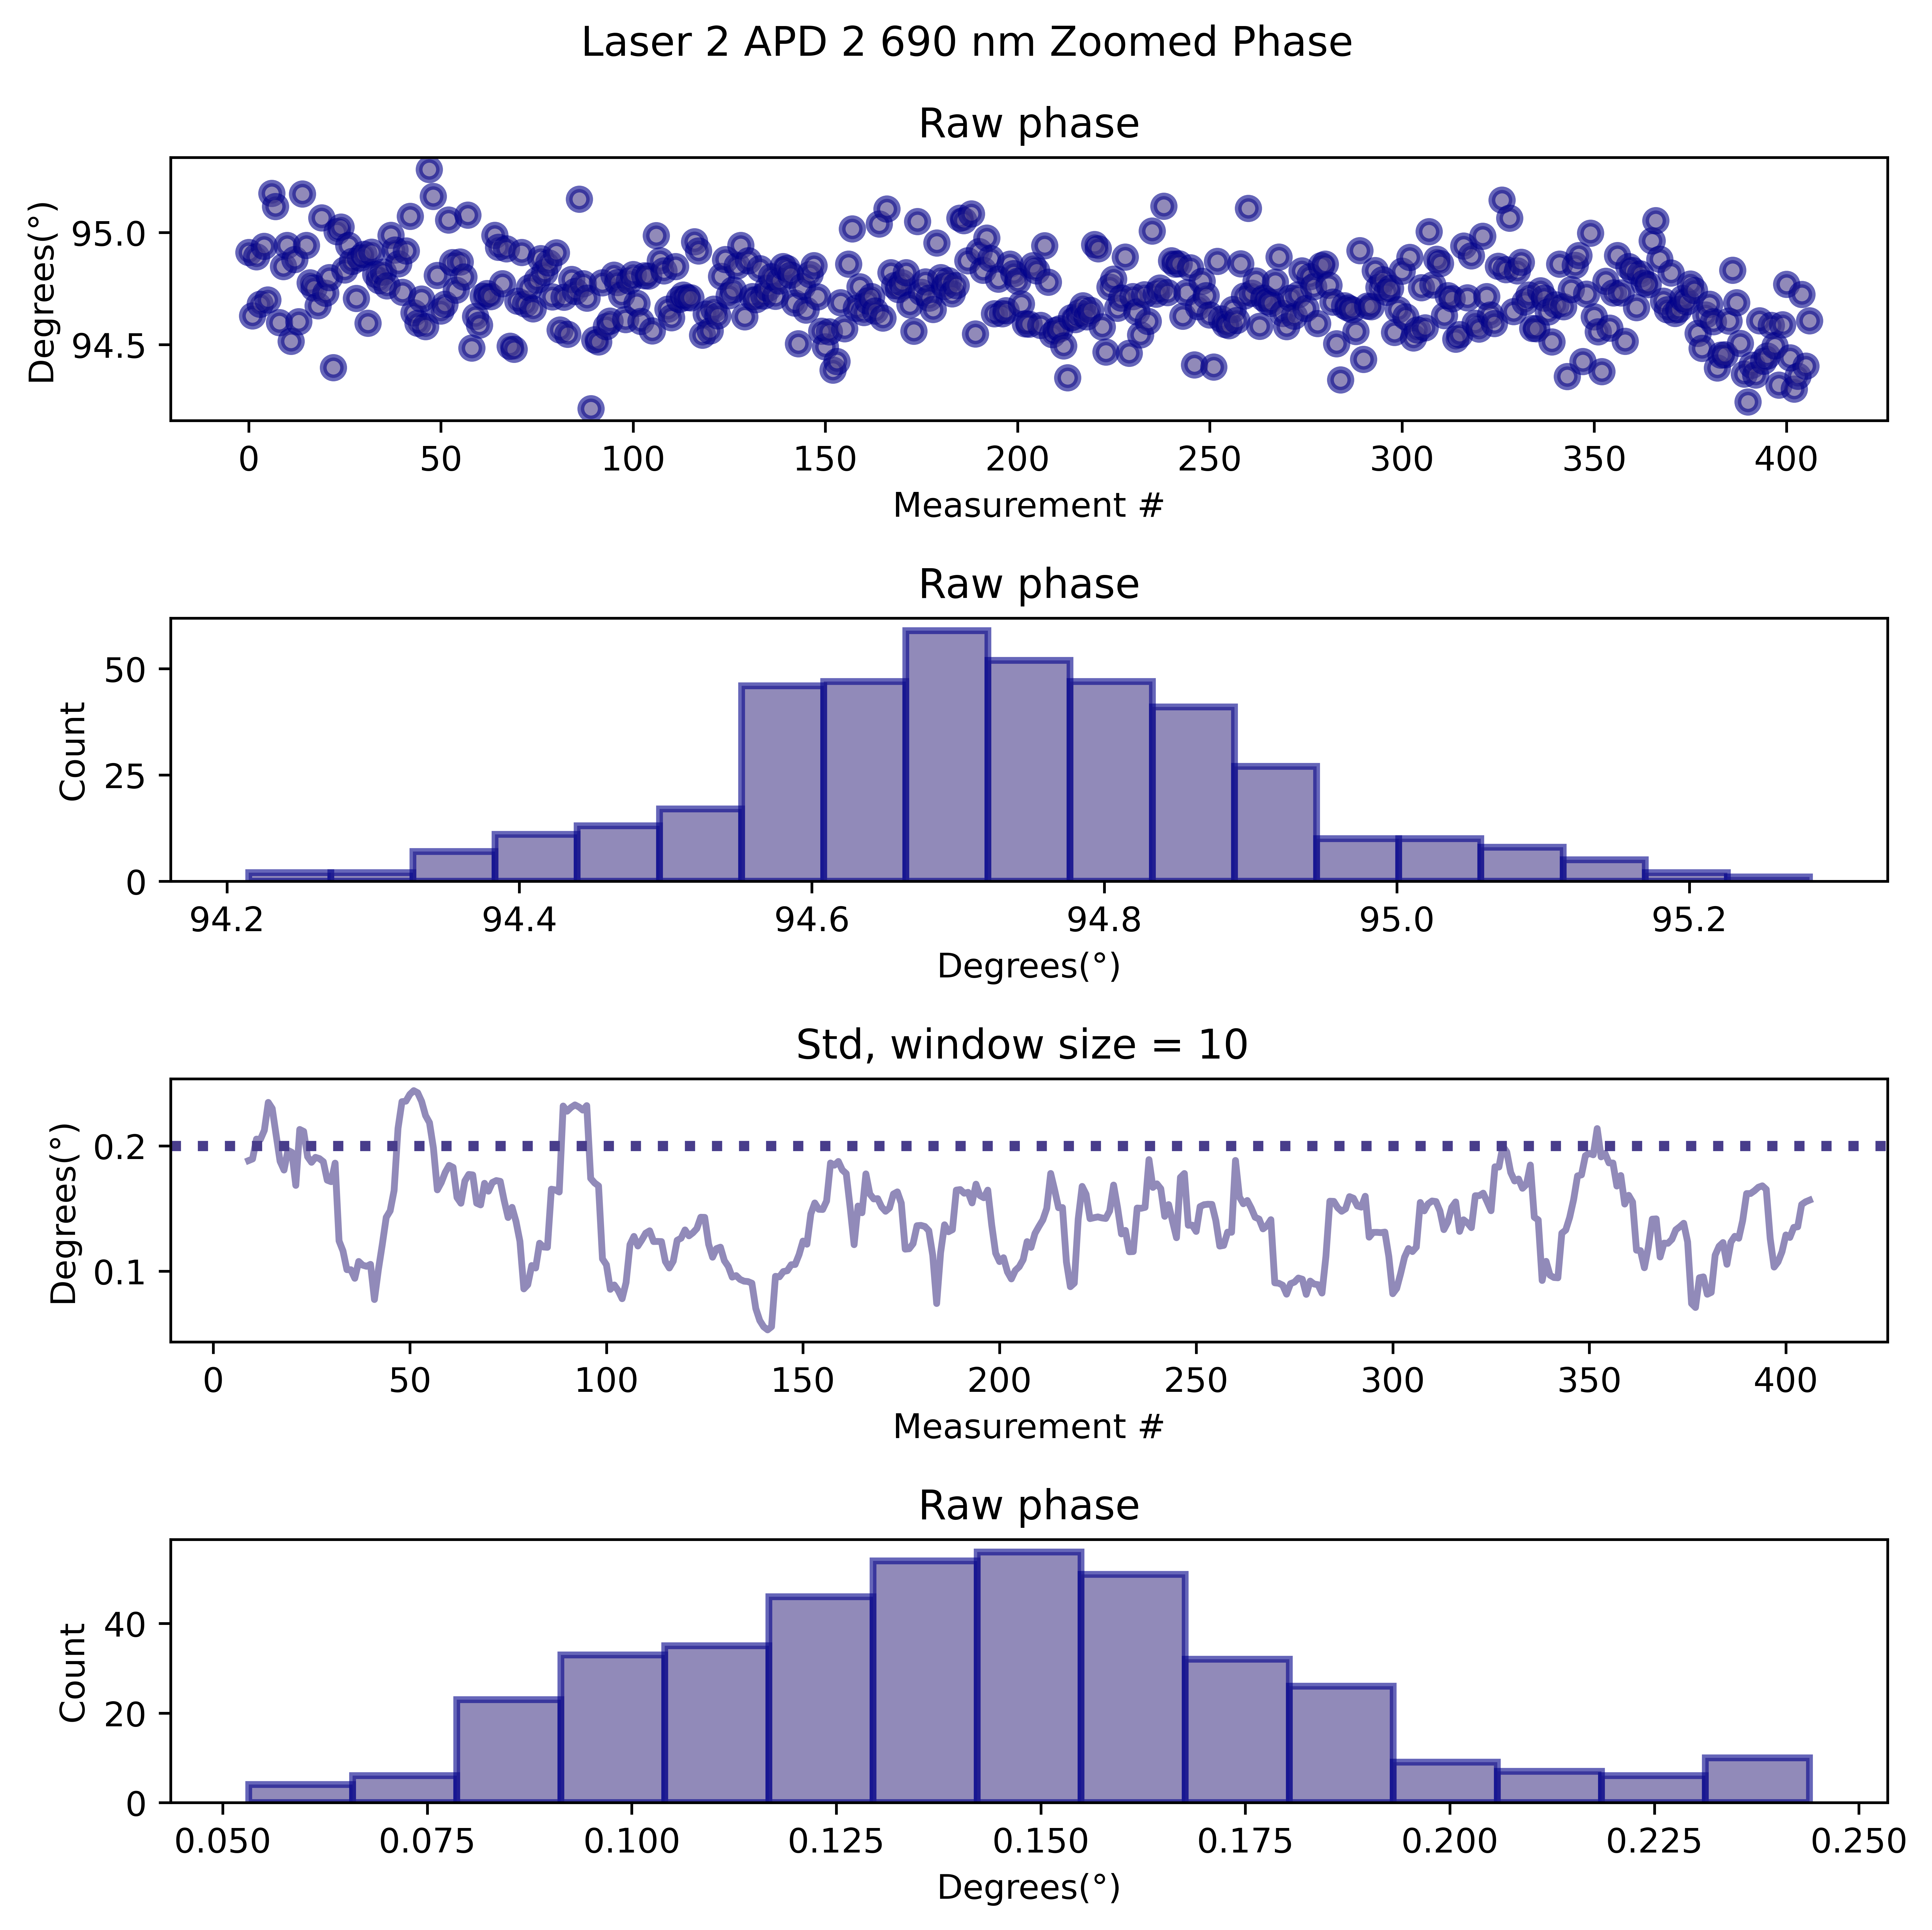 Laser 2 APD 2 690 nm Zoomed Phase
Raw phase
Degrees(°)
95.0
94.5
0 50 100 150 200 250 300 350 400
Measurement #
Raw phase
Count
50
25
0
94.2 94.4 94.6 94.8 95.0 95.2
Degrees(°)
Std, window size = 10
Degrees(°)
0.2
0.1
0 50 100 150 200 250 300 350 400
Measurement #
Raw phase
Count
40
20
0
0.050 0.075 0.100 0.125 0.150 0.175 0.200 0.225 0.250
Degrees(°)